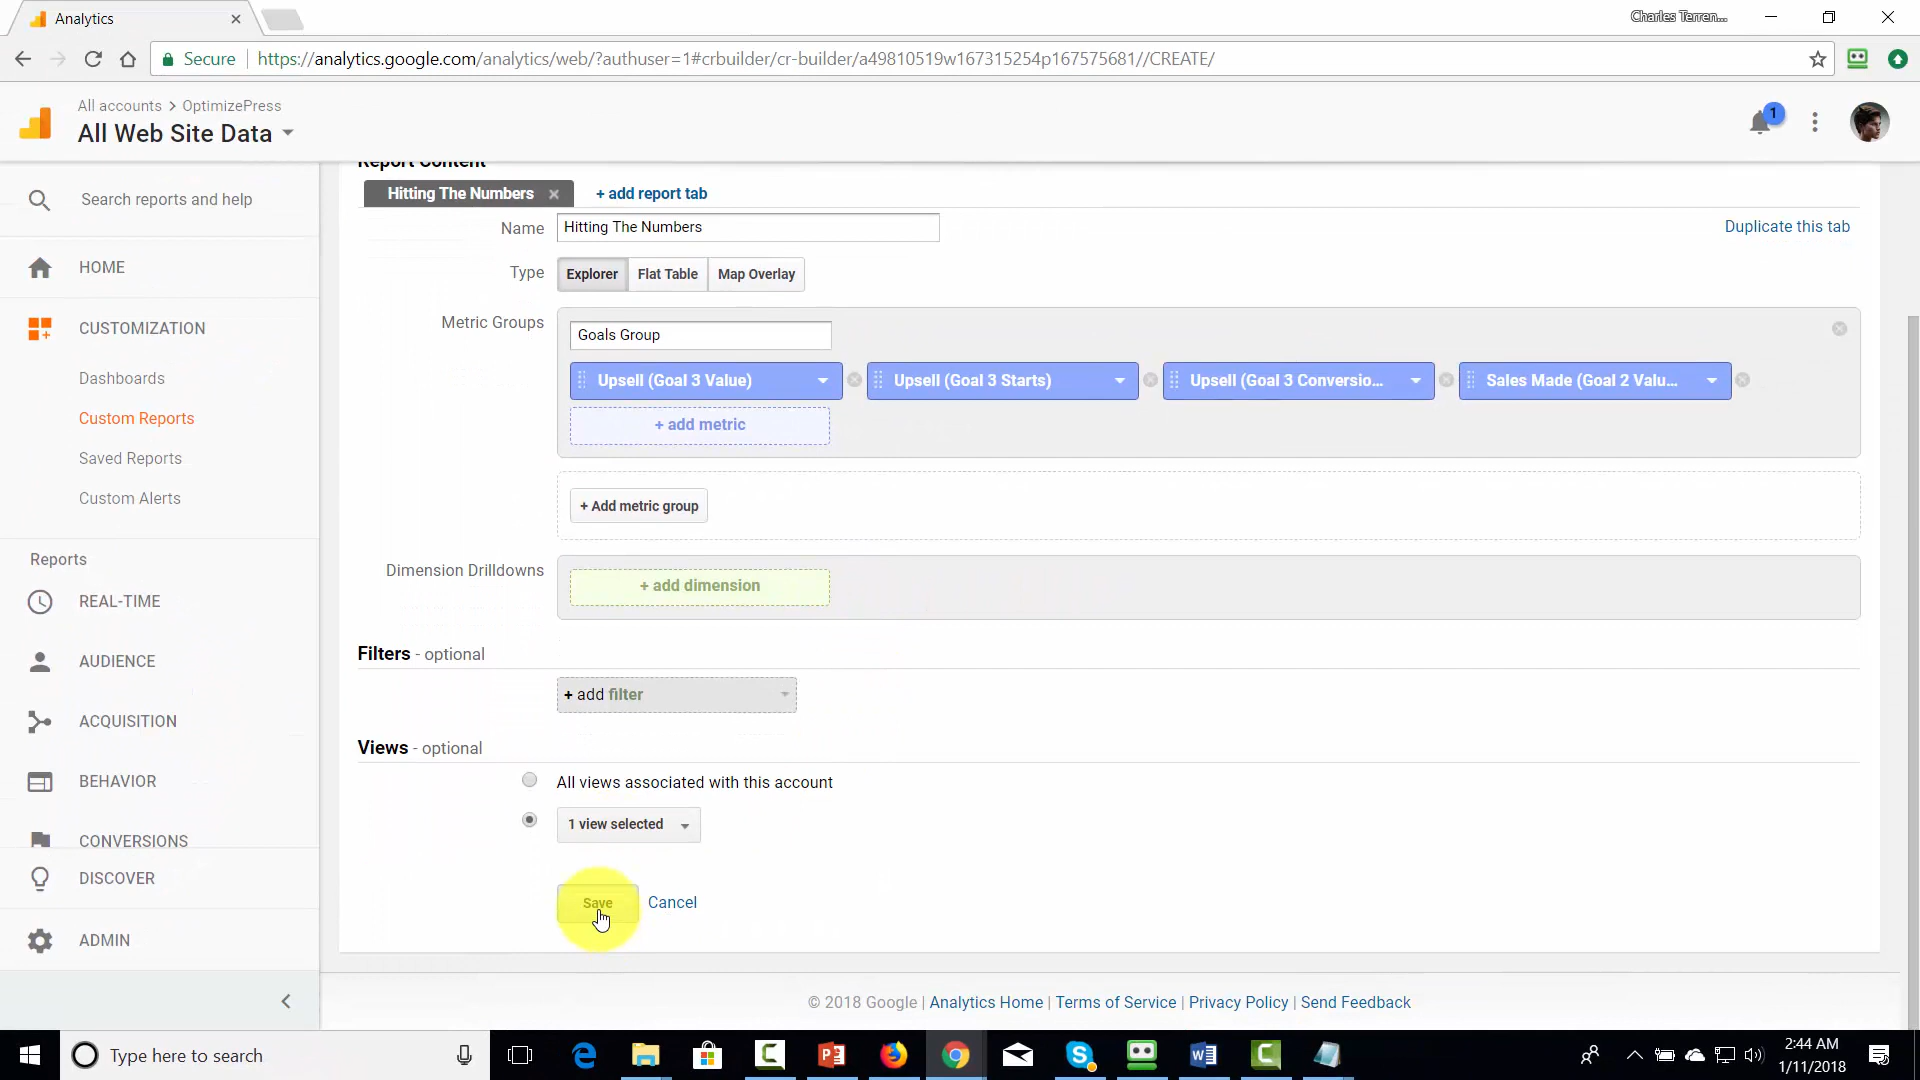 Analytics
Charles Terren...
Secure
https://analytics.google.com/analytics/web/?authuser=1#crbuilder/cr-builder/a49810519w167315254p167575681//CREATE/
All accounts > OptimizePress
All Web Site Data
1
Search reports and help
HOME
CUSTOMIZATION
Dashboards
Custom Reports
Saved Reports
Custom Alerts
Reports
REAL-TIME
AUDIENCE
ACQUISITION
BEHAVIOR
CONVERSIONS
DISCOVER
ADMIN
Report Content
Hitting The Numbers
+ add report tab
Name
Hitting The Numbers
Duplicate this tab
Type
Explorer
Flat Table
Map Overlay
Metric Groups
Goals Group
Upsell (Goal 3 Value)
Upsell (Goal 3 Starts)
Upsell (Goal 3 Conversio...
Sales Made (Goal 2 Valu...
+ add metric
+ Add metric group
Dimension Drilldowns
+ add dimension
Filters - optional
+ add filter
Views - optional
All views associated with this account
1 view selected
Save
Cancel
© 2018 Google | Analytics Home | Terms of Service | Privacy Policy | Send Feedback
Type here to search
2:44 AM
1/11/2018